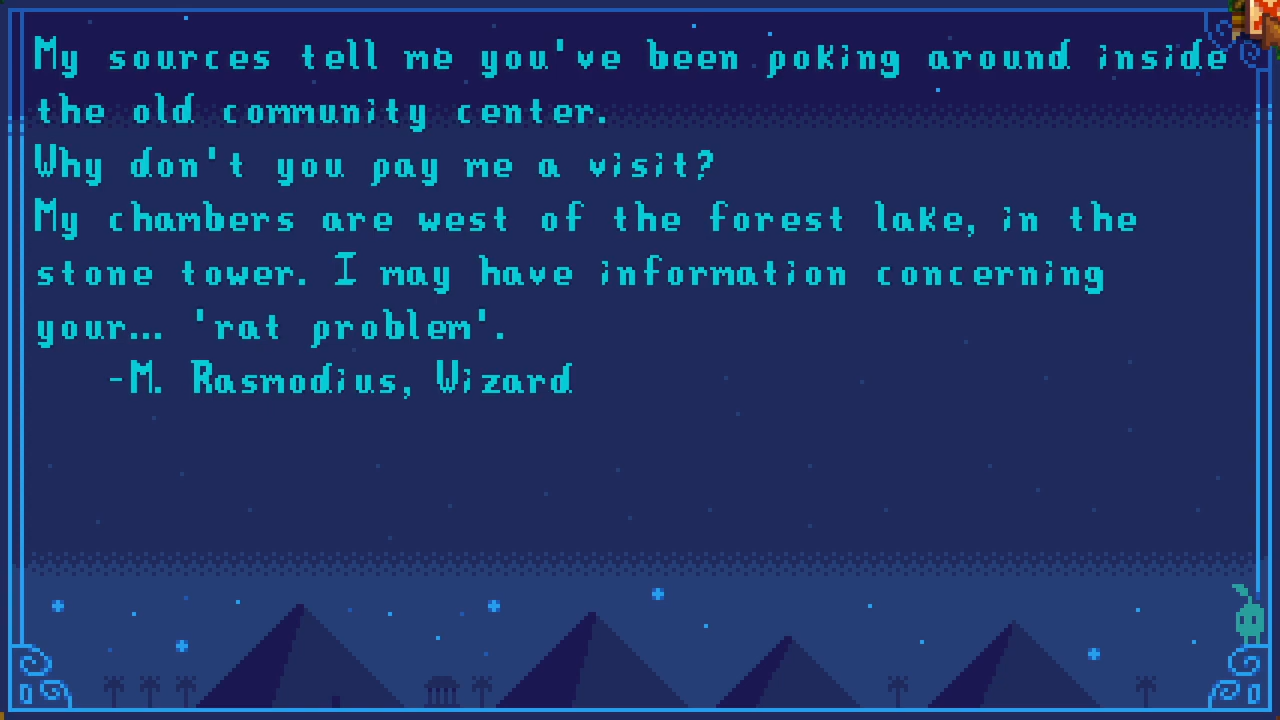 My sources tell me you've been poking around inside
the old community center.
Why don't you pay me a visit?
My chambers are west of the forest lake, in the
stone tower. I may have information concerning
your... 'rat problem'.
-M. Rasmodius, Wizard